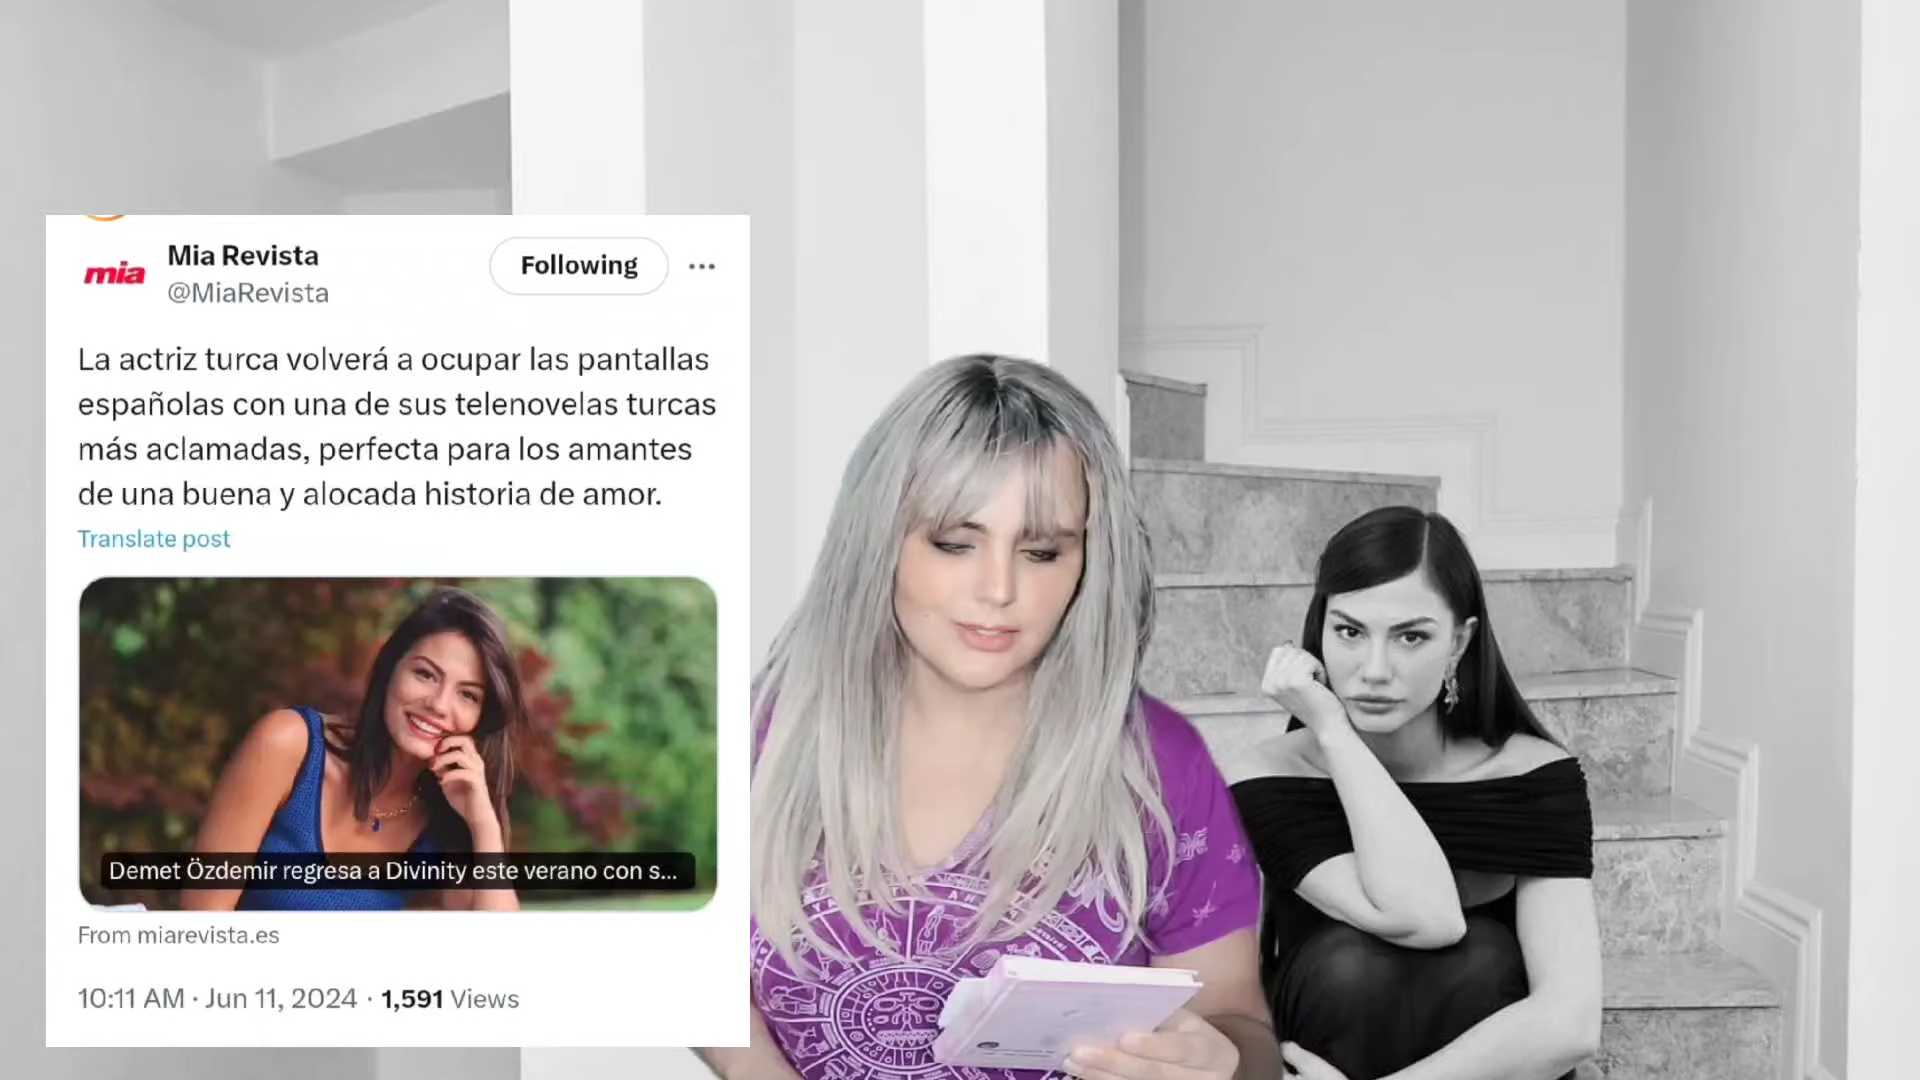 mia
Mia Revista
@MiaRevista
Following
La actriz turca volverá a ocupar las pantallas
españolas con una de sus telenovelas turcas
más aclamadas, perfecta para los amantes
de una buena y alocada historia de amor.
Translate post
Demet Özdemir regresa a Divinity este verano con s...
From miarevista.es
10:11 AM · Jun 11, 2024 · 1,591 Views